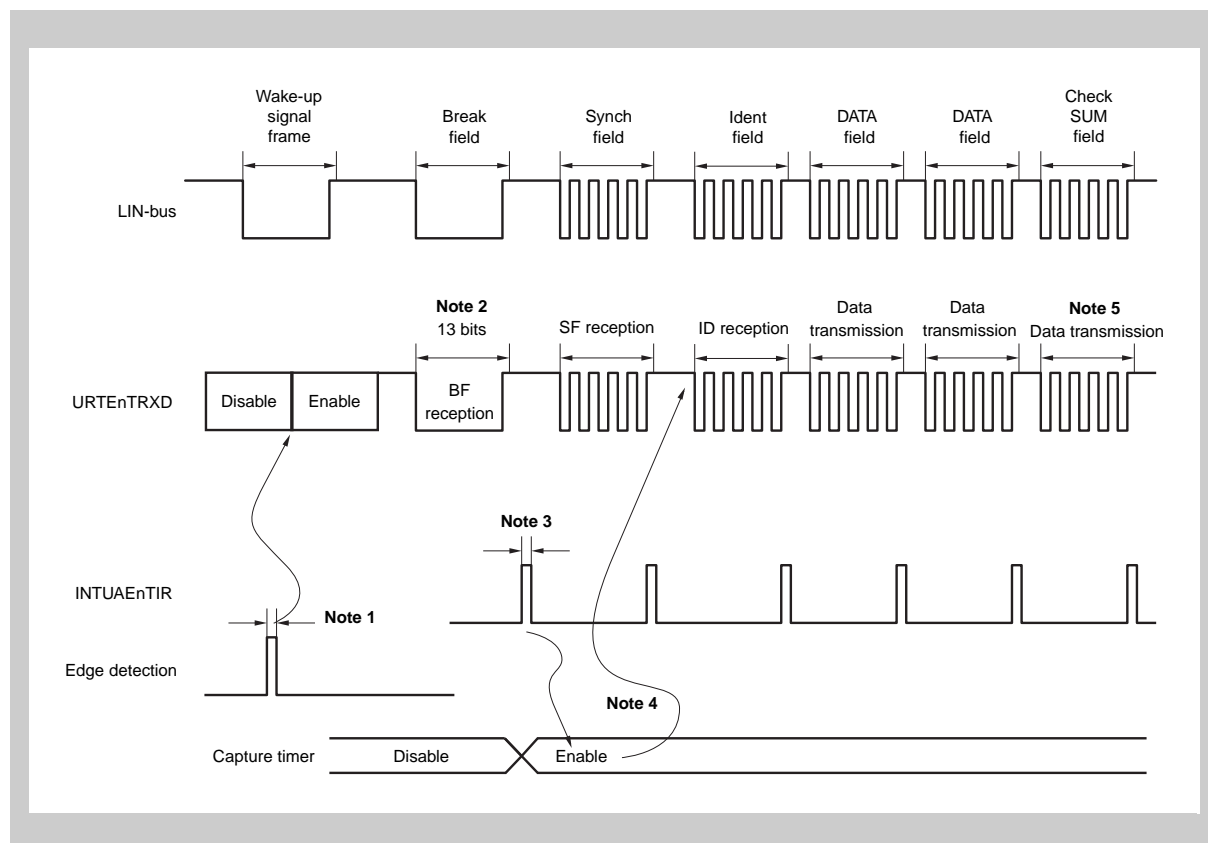 Wake-up
signal
frame
Break
field
Synch
field
Ident
field
DATA
field
DATA
field
Check
SUM
field
LIN-bus
Note 2
13 bits
SF reception
ID reception
Data
transmission
Data
transmission
Note 5
Data transmission
URTEnTRXD
Disable
Enable
BF
reception
Note 3
INTUAEnTIR
Note 1
Edge detection
Note 4
Capture timer
Disable
Enable